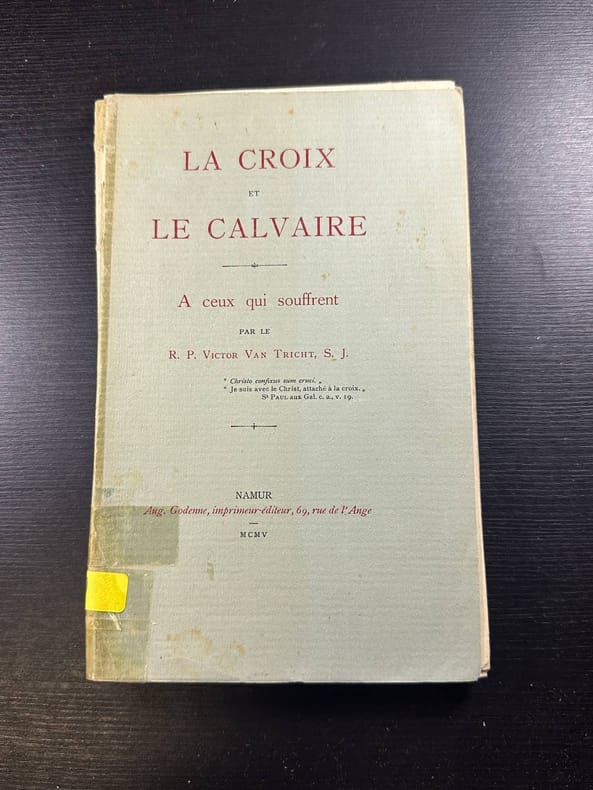 LA CROIX
ET
LE CALVAIRE
A ceux qui souffrent
PAR LE
R. P. VICTOR VAN TRICHT, S. J.
" Christo confixus sum cruci. „
" Je suis avec le Christ, attaché à la croix. „
St PAUL aux Gal. c. 2., v. 19.
NAMUR
Aug. Godenne, imprimeur-éditeur, 69, rue de l'Ange
MCMV